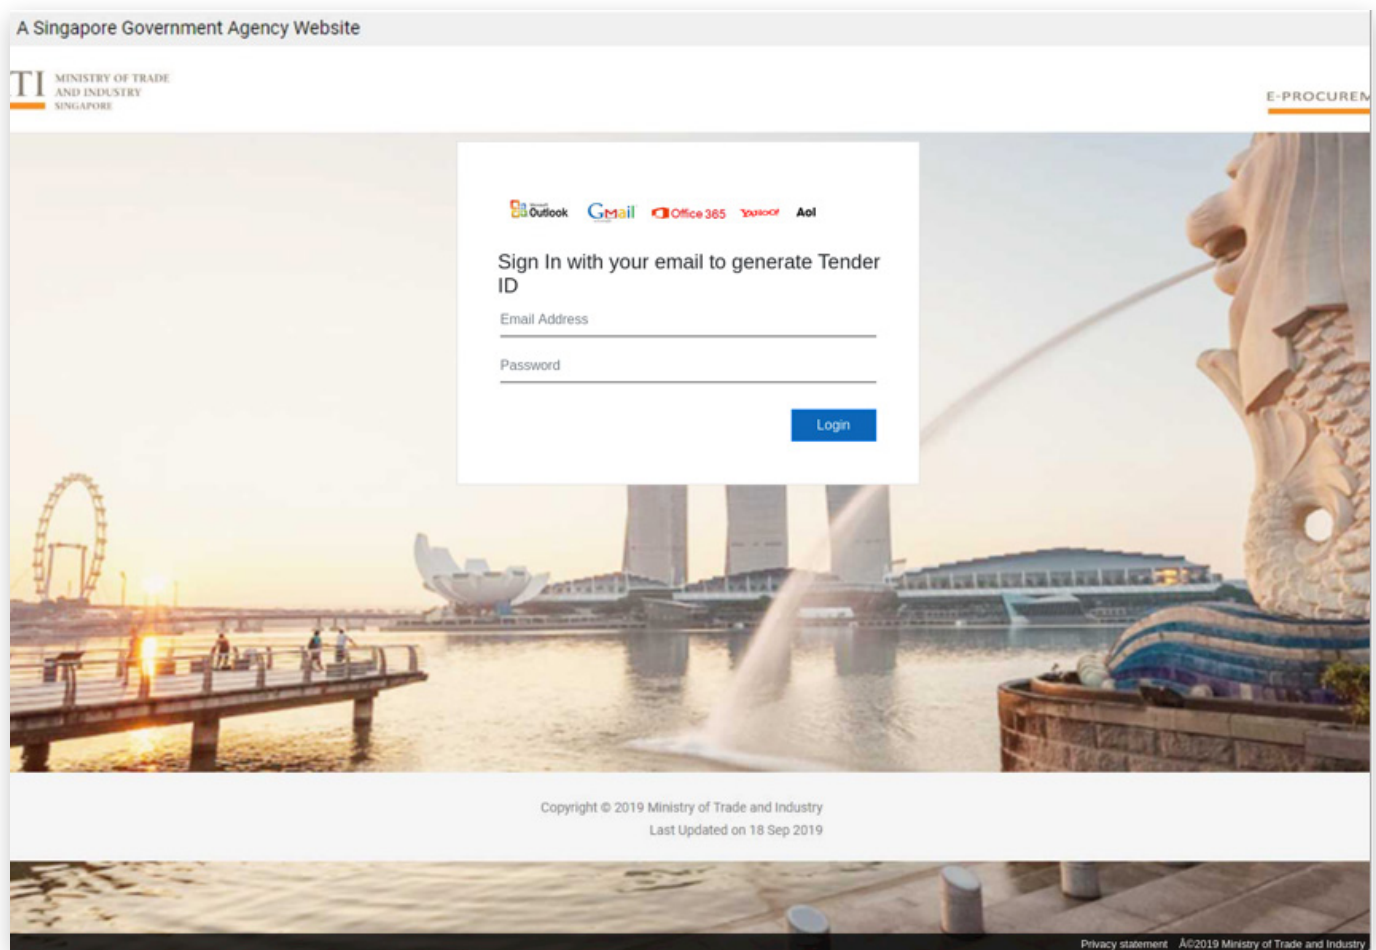 A Singapore Government Agency Website
TI
MINISTRY OF TRADE
AND INDUSTRY
SINGAPORE
E-PROCUREM
Microsoft
Outlook
Gmail
Office 365
YAHOO!
Aol
Sign In with your email to generate Tender
ID
Email Address
Password
Login
Copyright © 2019 Ministry of Trade and Industry
Last Updated on 18 Sep 2019
Privacy statement Â©2019 Ministry of Trade and Industry